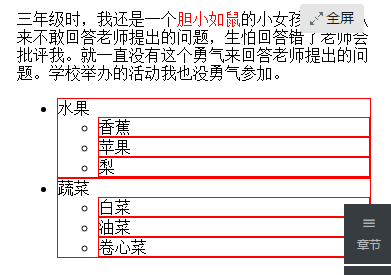 三年级时，我还是一个胆小如鼠的小女孩
全屏
来不敢回答老师提出的问题，生怕回答错了老师会
批评我。就一直没有这个勇气来回答老师提出的问
题。学校举办的活动我也没勇气参加。
水果
香蕉
苹果
梨
蔬菜
白菜
油菜
卷心菜
章节